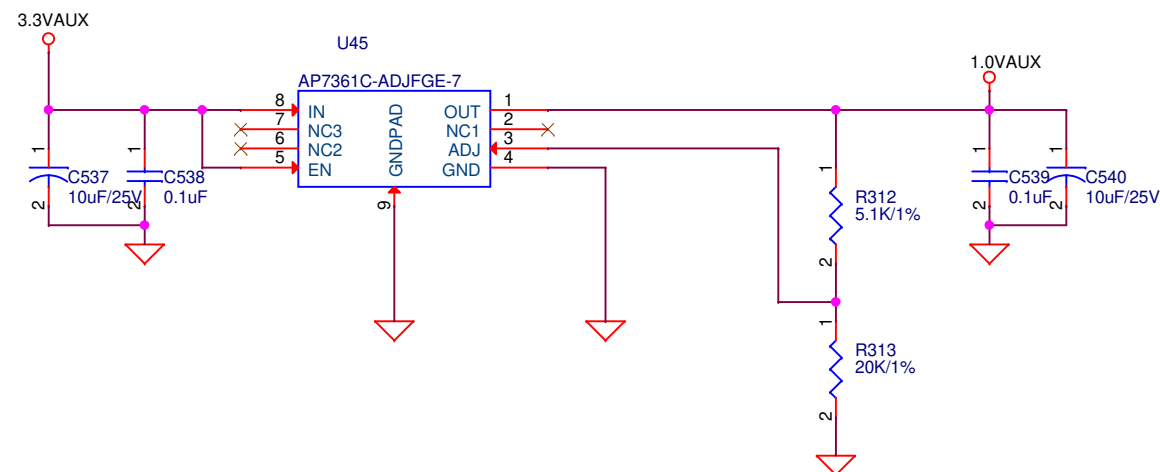 3.3VAUX
U45
1.0VAUX
AP7361C-ADJFGE-7
8
IN
OUT
1
7
NC3
NC1
2
6
NC2
ADJ
3
5
EN
GND
4
GNDPAD
9
1
C537
10uF/25V
2
1
C538
0.1uF
2
1
R312
5.1K/1%
2
1
C539
0.1uF
2
1
C540
10uF/25V
2
1
R313
20K/1%
2